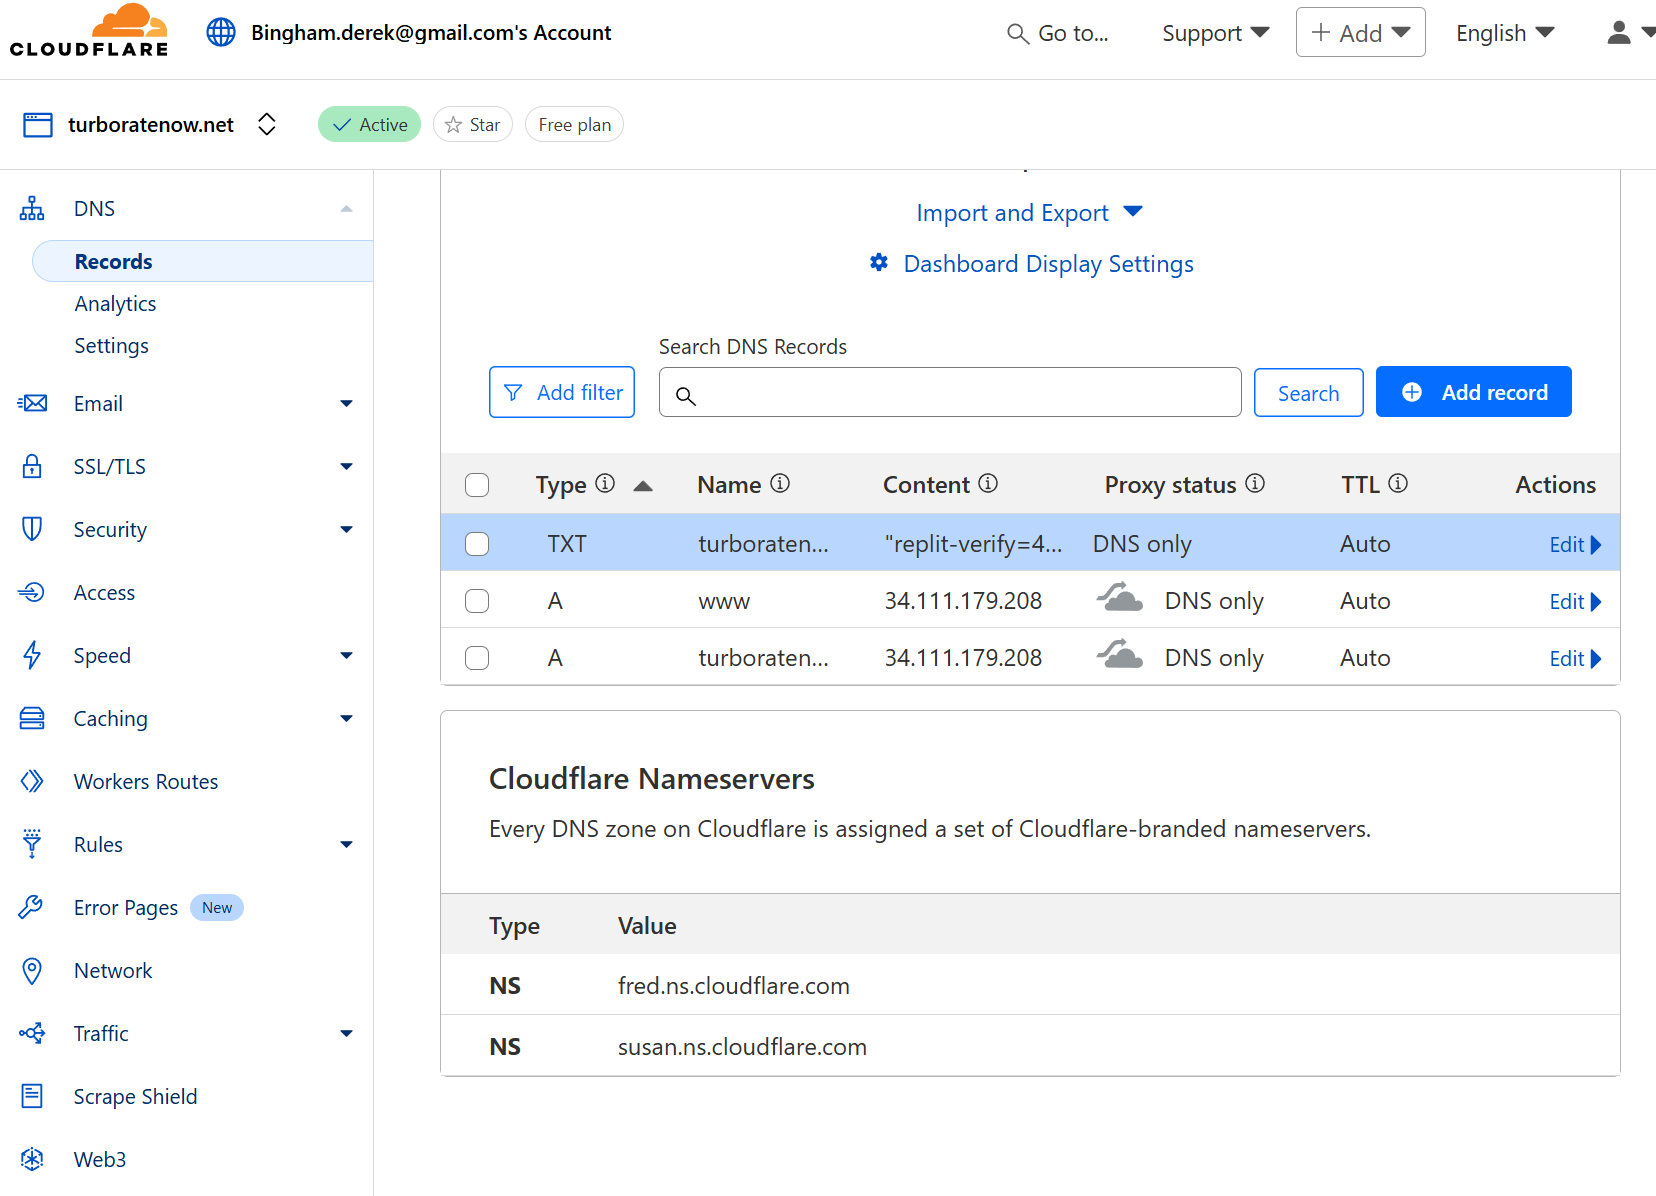 CLOUDFLARE
Bingham.derek@gmail.com's Account
Go to...
Support
Add
English
turboratenow.net
Active
Star
Free plan
DNS
Records
Analytics
Settings
Email
SSL/TLS
Security
Access
Speed
Caching
Workers Routes
Rules
Error Pages New
Network
Traffic
Scrape Shield
Web3
Import and Export
Dashboard Display Settings
Search DNS Records
Add filter
Search
Add record
Type Name Content Proxy status TTL Actions
TXT turboraten... "replit-verify=4... DNS only Auto Edit
A www 34.111.179.208 DNS only Auto Edit
A turboraten... 34.111.179.208 DNS only Auto Edit
Cloudflare Nameservers
Every DNS zone on Cloudflare is assigned a set of Cloudflare-branded nameservers.
Type Value
NS fred.ns.cloudflare.com
NS susan.ns.cloudflare.com